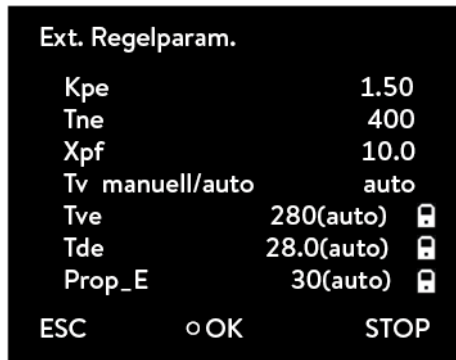 Ext. Regelparam.
Kpe 1.50
Tne 400
Xpf 10.0
Tv manuell/auto auto
Tve 280(auto)
Tde 28.0(auto)
Prop_E 30(auto)
ESC OK STOP